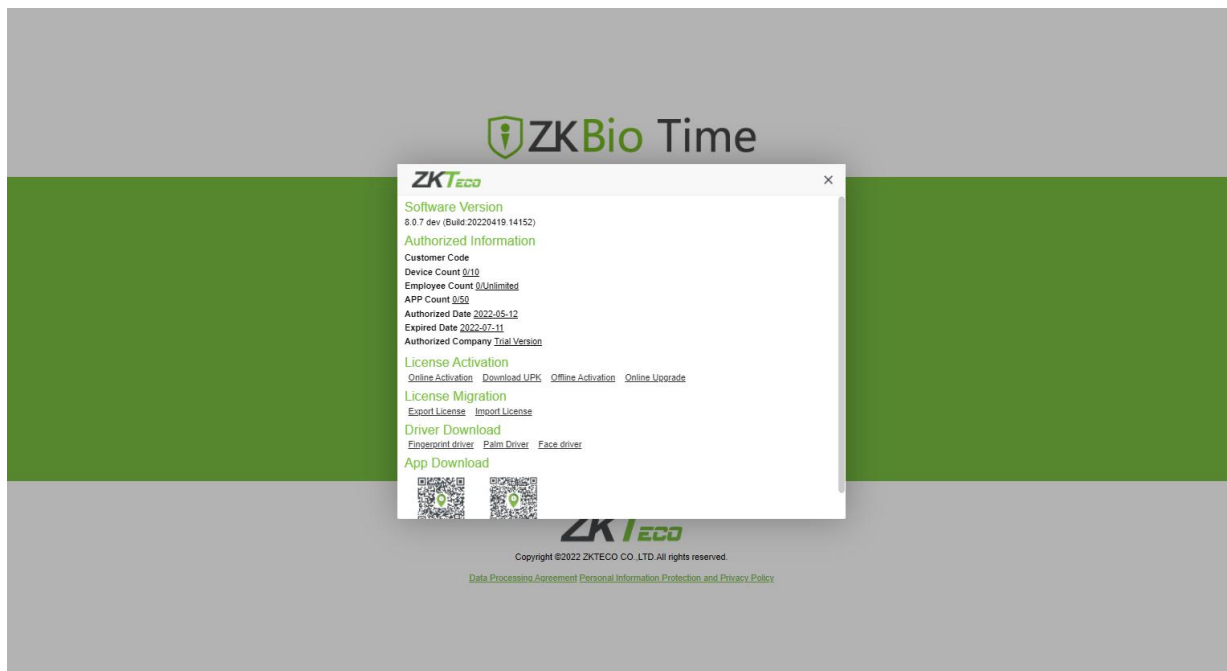 ZKBio Time
ZKTECO
×
Software Version
8.0.7 dev (Build:20220419.14152)
Authorized Information
Customer Code
Device Count 0/10
Employee Count 0/Unlimited
APP Count 0/50
Authorized Date 2022-05-12
Expired Date 2022-07-11
Authorized Company Trial Version
License Activation
Online Activation Download UPK Offline Activation Online Upgrade
License Migration
Export License Import License
Driver Download
Fingerprint driver Palm Driver Face driver
App Download
ZKTECO
Copyright ©2022 ZKTECO CO.,LTD.All rights reserved.
Data Processing Agreement Personal Information Protection and Privacy Policy